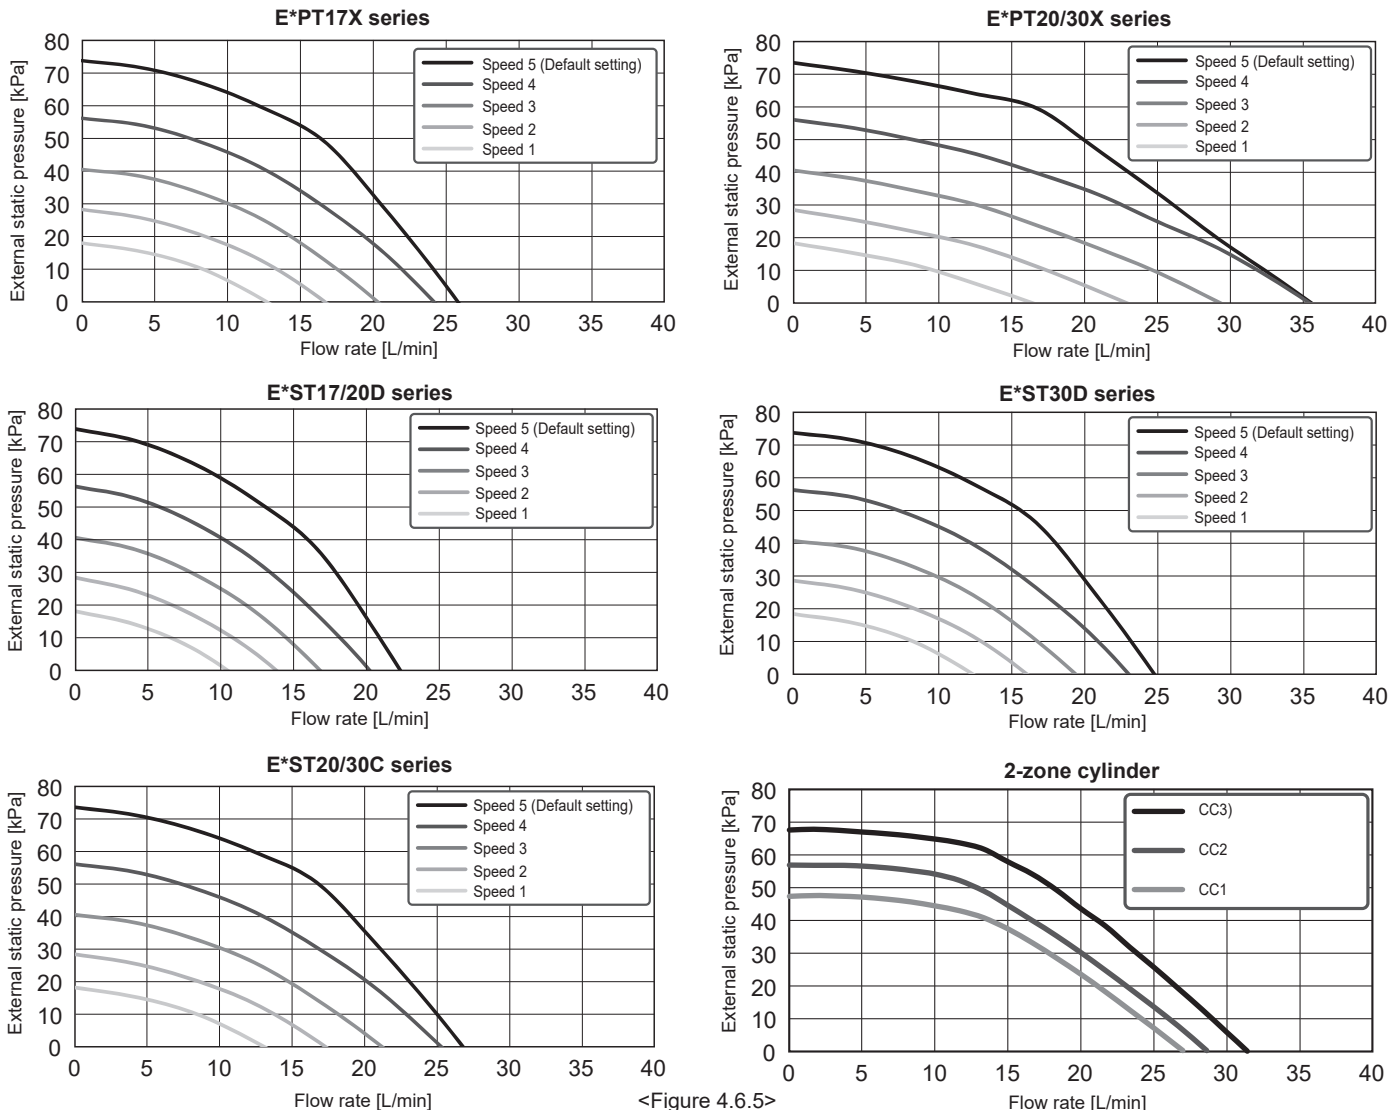 E*PT17X series
External static pressure [kPa]
80
70
60
50
40
30
20
10
0
0 5 10 15 20 25 30 35 40
Flow rate [L/min]
Speed 5 (Default setting)
Speed 4
Speed 3
Speed 2
Speed 1
E*PT20/30X series
External static pressure [kPa]
80
70
60
50
40
30
20
10
0
0 5 10 15 20 25 30 35 40
Flow rate [L/min]
Speed 5 (Default setting)
Speed 4
Speed 3
Speed 2
Speed 1
E*ST17/20D series
External static pressure [kPa]
80
70
60
50
40
30
20
10
0
0 5 10 15 20 25 30 35 40
Flow rate [L/min]
Speed 5 (Default setting)
Speed 4
Speed 3
Speed 2
Speed 1
E*ST30D series
External static pressure [kPa]
80
70
60
50
40
30
20
10
0
0 5 10 15 20 25 30 35 40
Flow rate [L/min]
Speed 5 (Default setting)
Speed 4
Speed 3
Speed 2
Speed 1
E*ST20/30C series
External static pressure [kPa]
80
70
60
50
40
30
20
10
0
0 5 10 15 20 25 30 35 40
Flow rate [L/min]
Speed 5 (Default setting)
Speed 4
Speed 3
Speed 2
Speed 1
2-zone cylinder
External static pressure [kPa]
80
70
60
50
40
30
20
10
0
0 5 10 15 20 25 30 35 40
Flow rate [L/min]
CC3)
CC2
CC1
<Figure 4.6.5>